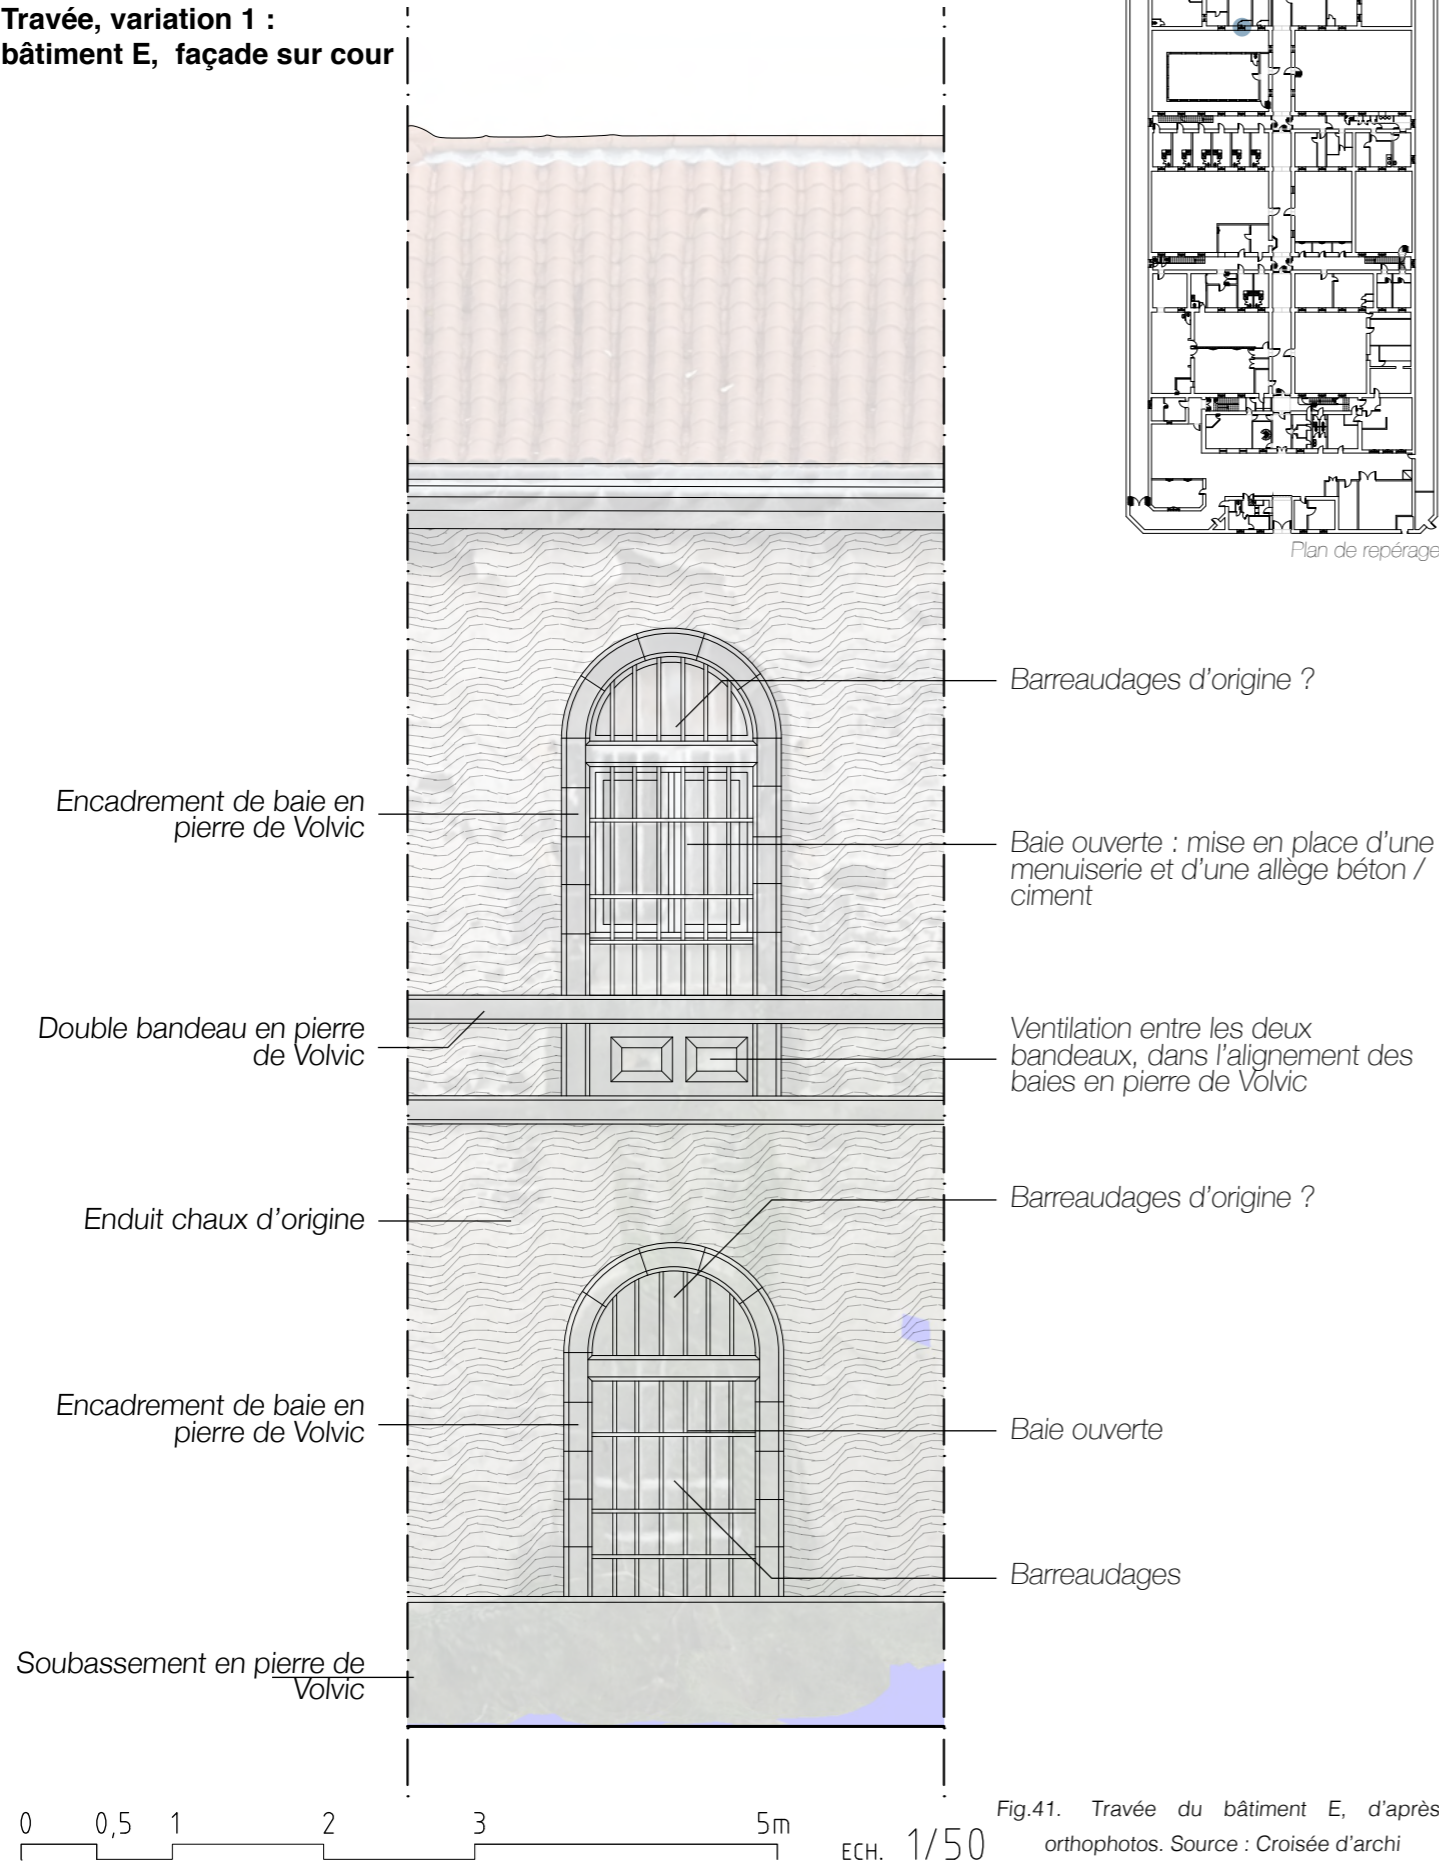 Travée, variation 1 :
bâtiment E, façade sur cour
Plan de repérage
Barreaudages d'origine ?
Encadrement de baie en
pierre de Volvic
Baie ouverte : mise en place d'une
menuiserie et d'une allège béton /
ciment
Double bandeau en pierre
de Volvic
Ventilation entre les deux
bandeaux, dans l'alignement des
baies en pierre de Volvic
Barreaudages d'origine ?
Enduit chaux d'origine
Encadrement de baie en
pierre de Volvic
Baie ouverte
Barreaudages
Soubassement en pierre de
Volvic
0 0,5 1 2 3 5m
ECH. 1/50
Fig.41. Travée du bâtiment E, d'après
orthophotos. Source : Croisée d'archi